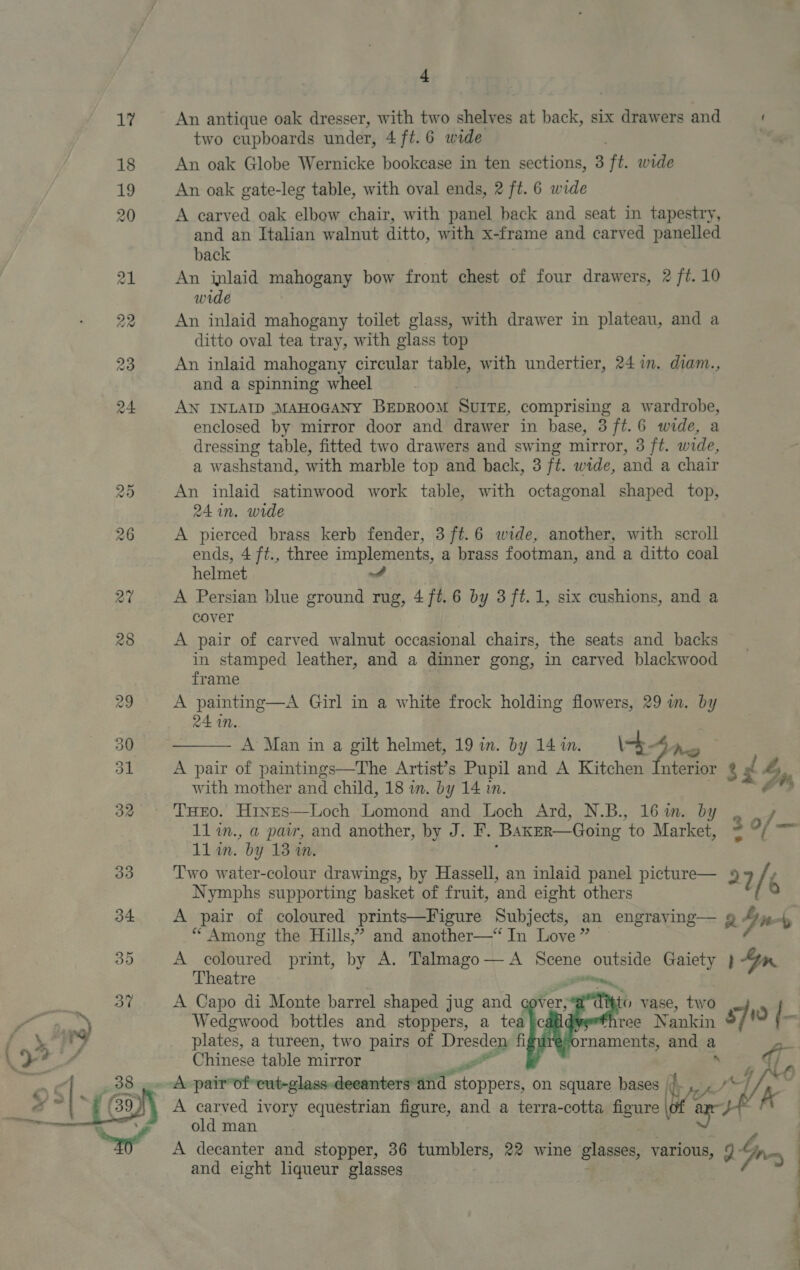 4
17 An antique oak dresser, with two shelves at back, six drawers and
two cupboards under, 4 ft. 6 wide
18 An oak Globe Wernicke bookcase in ten sections, 3 ft. wide
19 An oak gate-leg table, with oval ends, 2 ft. 6 wide
20 A carved oak elbow chair, with panel back and seat in tapestry,
and an Italian walnut ditto, with x-frame and carved panelled
back
21 An inlaid mahogany bow front chest of four drawers, 2 ft. 10
wide
22 An inlaid mahogany toilet glass, with drawer in plateau, and a
ditto oval tea tray, with glass top
23 An inlaid mahogany circular table, with undertier, 24 in. diam.,
and a spinning wheel
24 AN INLAID MAHOGANY BEDROOM SUITE, comprising a wardrobe,
enclosed by mirror door and drawer in base, 3 ft. 6 wide, a
dressing table, fitted two drawers and swing mirror, 3 ft. wide,
a washstand, with marble top and back, 3 ft. wide, and a chair
25 An inlaid satinwood work table, with octagonal shaped top,
24 in. wide
26 A pierced brass kerb fender, 3 ft. 6 wide, another, with scroll
ends, 4 ft., three implements, a brass footman, and a ditto coal
helmet
27 A Persian blue ground rug, 4 ft. 6 by 3 ft. 1, six cushions, and a
cover
28 A pair of carved walnut occasional chairs, the seats and backs
in stamped leather, and a dinner gong, in carved blackwood
frame
29 A painting—A Girl in a white frock holding flowers, 29 in. by
24 in.
30 ——— A Man in a gilt helmet, 19 in. by 14 in.
31 A pair of paintings—The Artist's Pupil and A Kitchen Interior
with mother and child, 18 in. by 14 in.
32 THEO. HINES—Loch Lomond and Loch Ard, N.B., 16 in. by
11 in., a pair, and another, by J. F. BAKER—Going to Market, 30/—
11 in. by 13 in.
33 Two water-colour drawings, by Hassell, an inlaid panel picture— 27/6
Nymphs supporting basket of fruit, and eight others
34 A pair of coloured prints—Figure Subjects, an engraving—
“Among the Hills,” and another—“In Love”
35 A coloured print, by A. Talmago—A Scene outside Gaiety
Theatre
37 A Capo di Monte barrel shaped jug and cover, a ditto vase, two
Wedgwood bottles and stoppers, a tea caddy, three Nankin
plates, a tureen, two pairs of Dresden figure ornaments, and a
Chinese table mirror
38 A pair of cut-glass decanters and stoppers, on square bases
39 A carved ivory equestrian figure, and a terra-cotta figure of an
old man
40 A decanter and stopper, 36 tumblers, 22 wine glasses, various,
and eight liqueur glasses